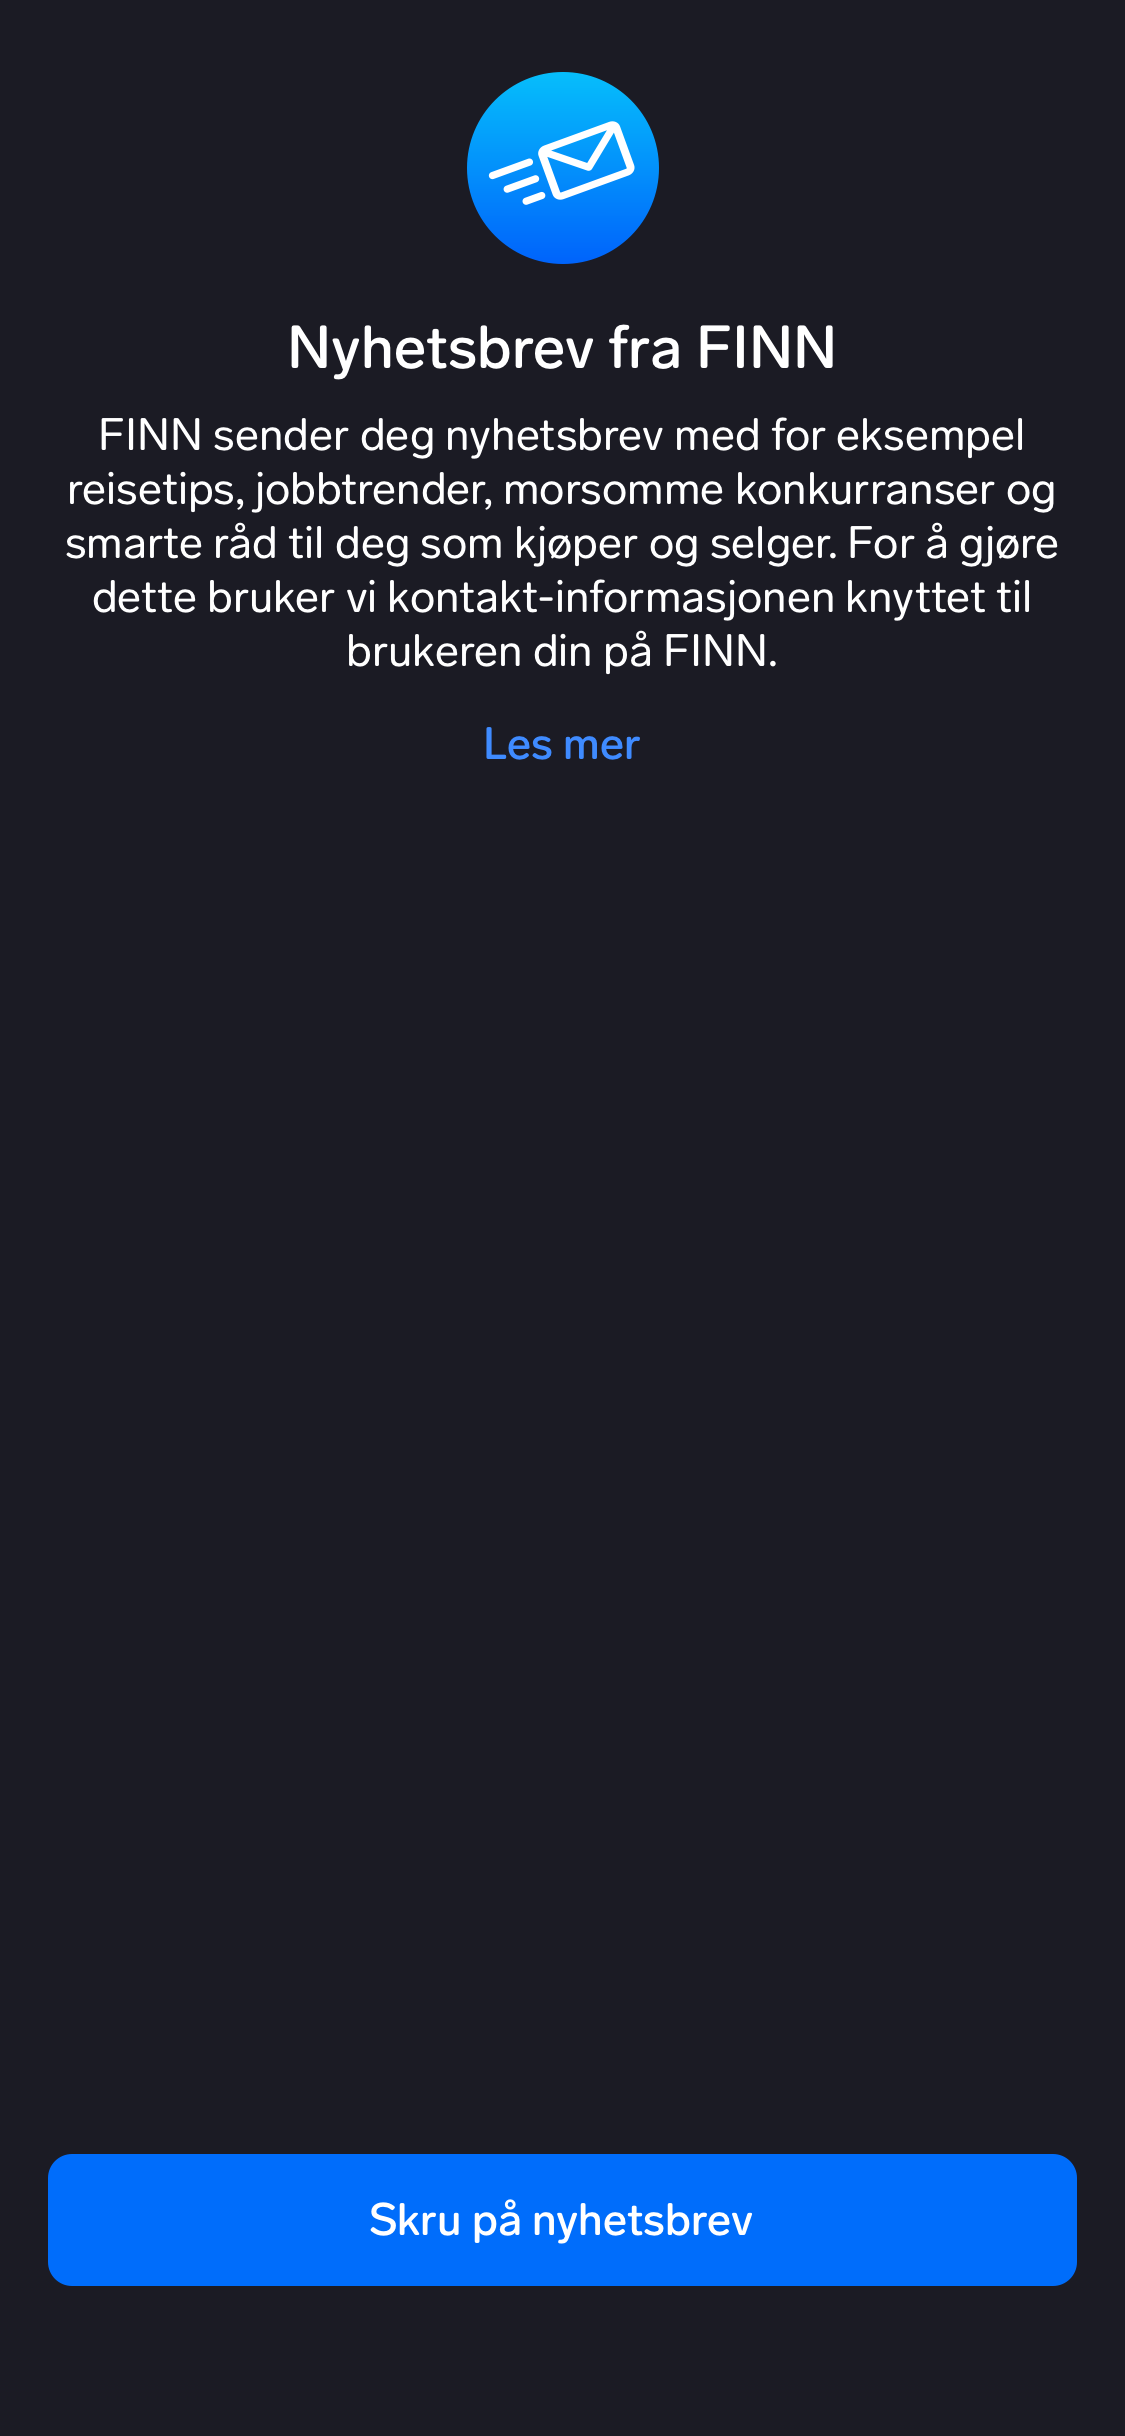 Nyhetsbrev fra FINN
FINN sender deg nyhetsbrev med for eksempel
reisetips, jobbtrender, morsomme konkurranser og
smarte råd til deg som kjøper og selger. For å gjøre
dette bruker vi kontakt-informasjonen knyttet til
brukeren din på FINN.
Les mer
Skru på nyhetsbrev